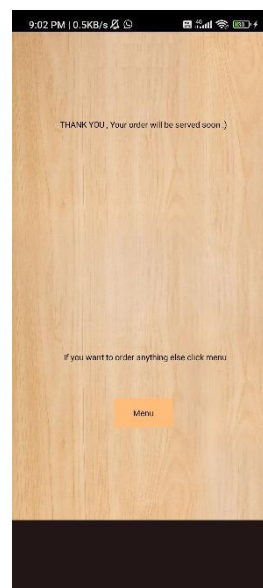 9:02 PM | 0.5KB/s
THANK YOU , Your order will be served soon :)
If you want to order anything else click menu
Menu